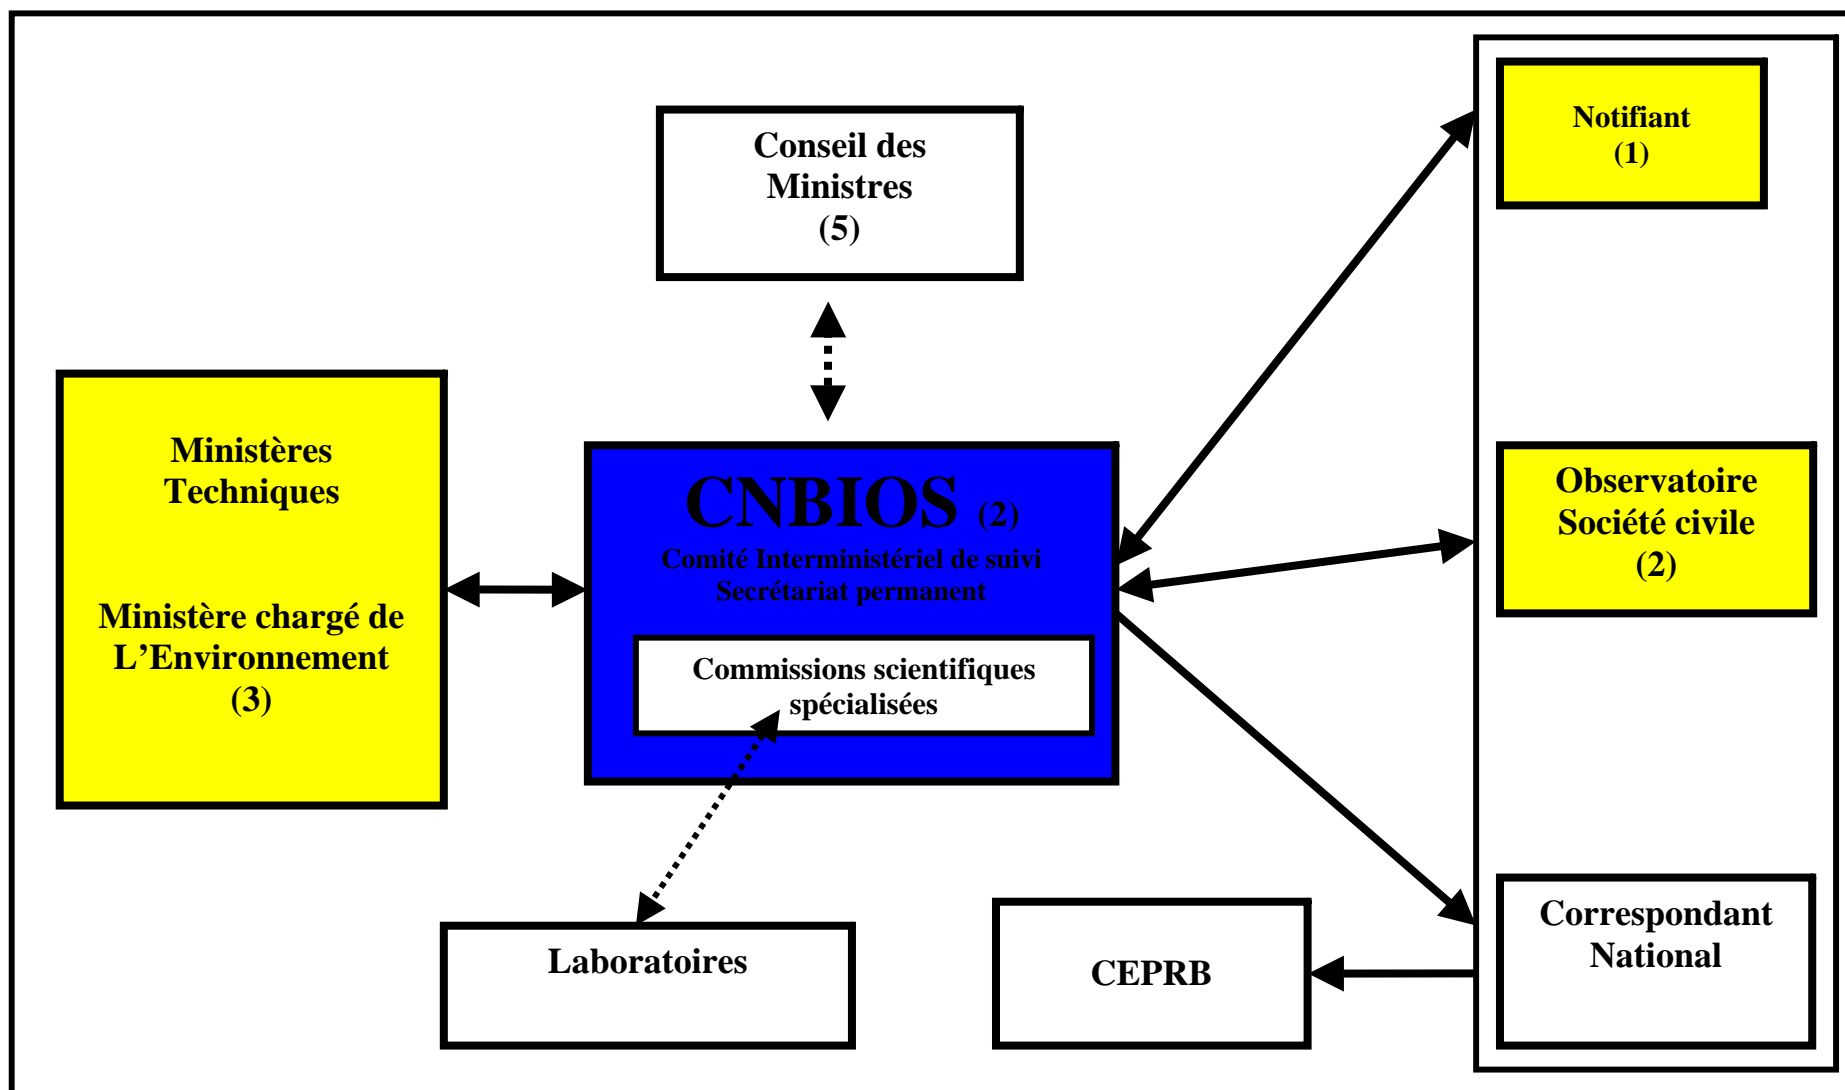 Conseil des
Ministres
(5)
Notifiant
(1)
Ministères
Techniques
Ministère chargé de
L’Environnement
(3)
CNBIOS (2)
Comité Interministériel de suivi
Secrétariat permanent
Commissions scientifiques
spécialisées
Observatoire
Société civile
(2)
Laboratoires
CEPRB
Correspondant
National